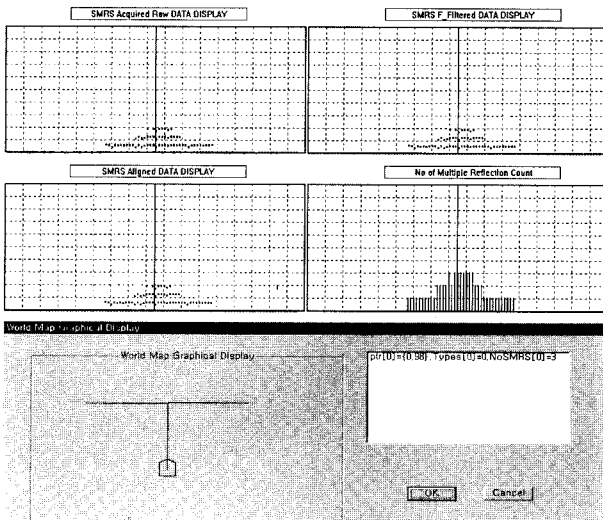 SMRS Acquired Raw DATA DISPLAY
SMRS F_Filtered DATA DISPLAY
SMRS Aligned DATA DISPLAY
No of Multiple Reflection Count
World Map Graphical Display
World Map Graphical Display
ptr[0]={0,98}, Types[0]=0,NoSMRS[0]=3
OK
Cancel